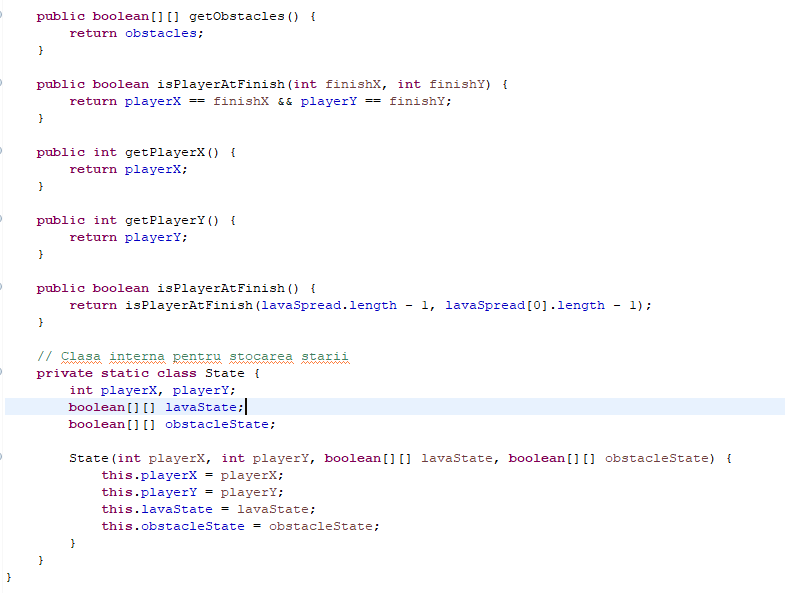 public boolean[][] getObstacles() {
return obstacles;
}
public boolean isPlayerAtFinish(int finishX, int finishY) {
return playerX == finishX && playerY == finishY;
}
public int getPlayerX() {
return playerX;
}
public int getPlayerY() {
return playerY;
}
public boolean isPlayerAtFinish() {
return isPlayerAtFinish(lavaSpread.length - 1, lavaSpread[0].length - 1);
}
// Clasa interna pentru stocarea starii
private static class State {
int playerX, playerY;
boolean[][] lavaState;
boolean[][] obstacleState;
State(int playerX, int playerY, boolean[][] lavaState, boolean[][] obstacleState) {
this.playerX = playerX;
this.playerY = playerY;
this.lavaState = lavaState;
this.obstacleState = obstacleState;
}
}
}